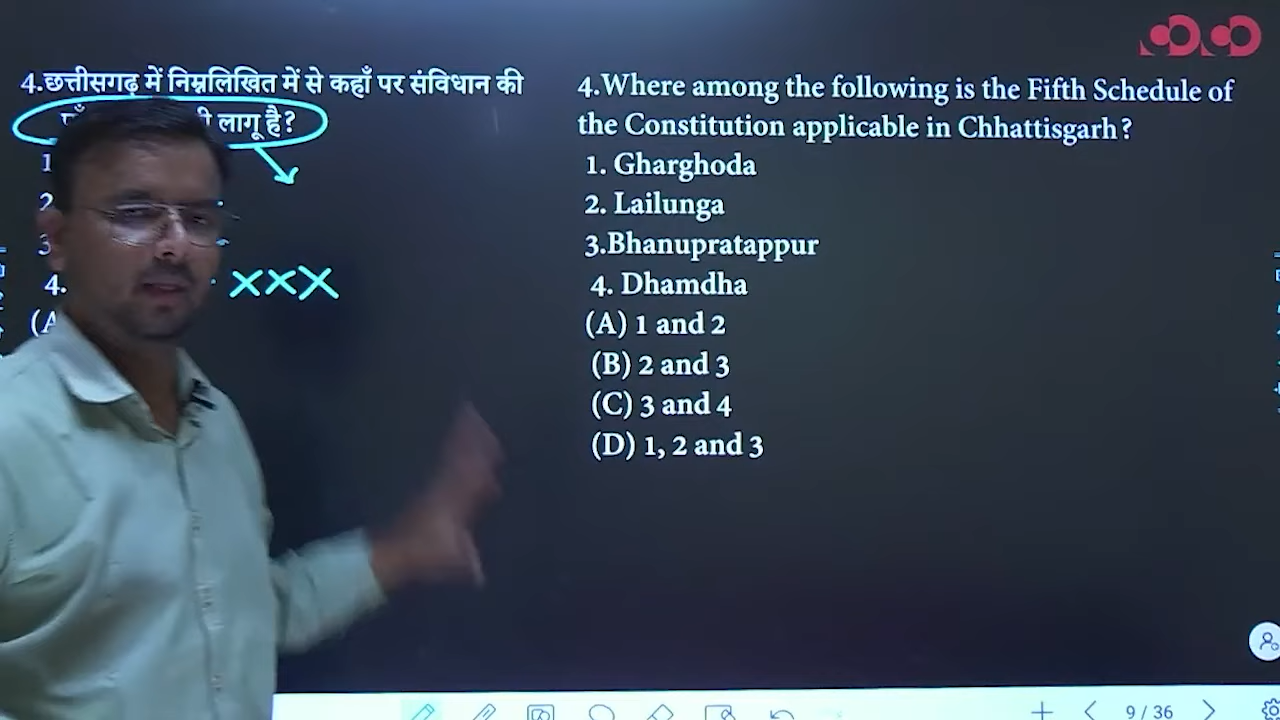 4.छत्तीसगढ़ में निम्नलिखित में से कहाँ पर संविधान की
लागू है?
1
2
3
4.
(A
xxx
4.Where among the following is the Fifth Schedule of
the Constitution applicable in Chhattisgarh?
1. Gharghoda
2. Lailunga
3.Bhanupratappur
4. Dhamdha
(A) 1 and 2
(B) 2 and 3
(C) 3 and 4
(D) 1, 2 and 3
9/36